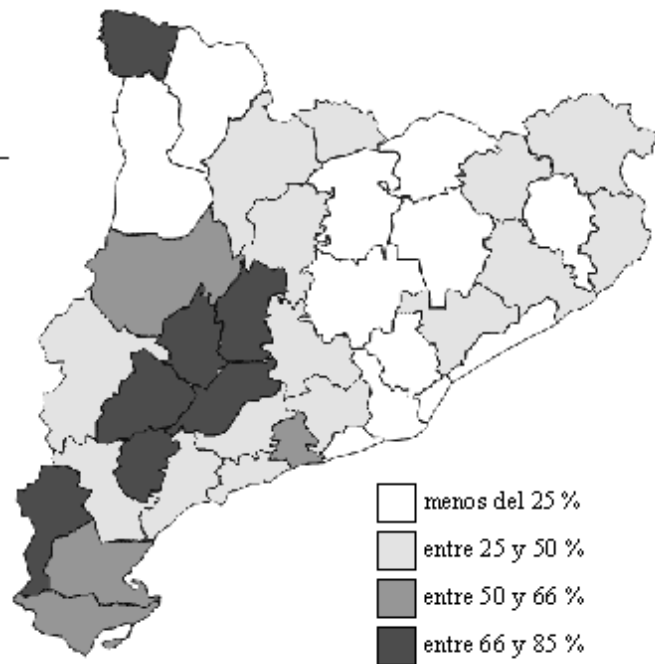 menos del 25 %
entre 25 y 50 %
entre 50 y 66 %
entre 66 y 85 %